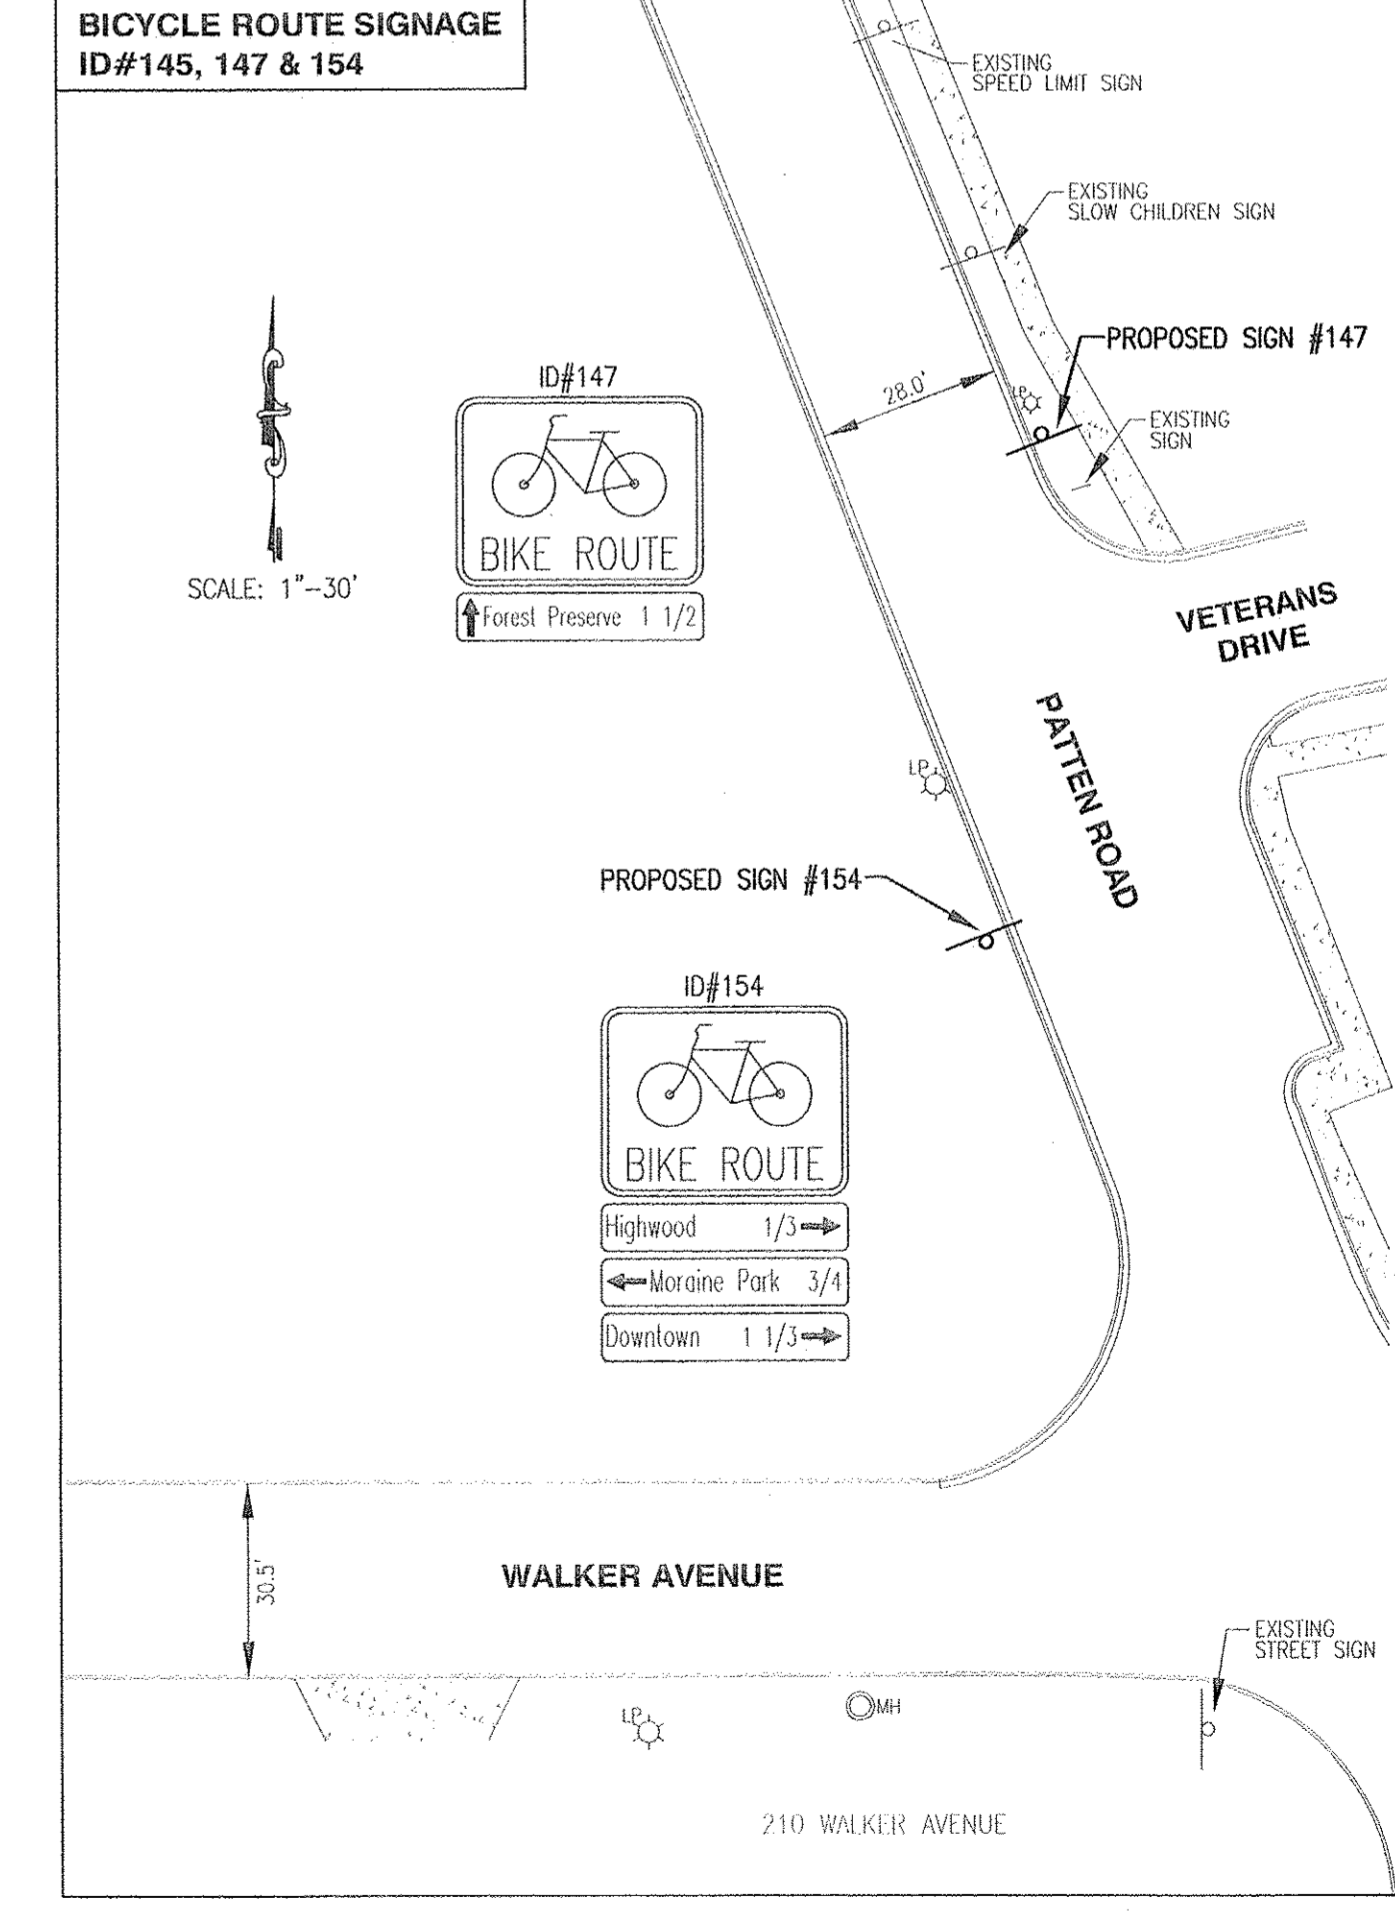 BICYCLE ROUTE SIGNAGE
ID#145, 147 & 154
EXISTING
SPEED LIMIT SIGN
EXISTING
SLOW CHILDREN SIGN
PROPOSED SIGN #147
28.0'
LP
EXISTING
SIGN
ID#147
BIKE ROUTE
Forest Preserve 1 1/2
SCALE: 1"--30'
VETERANS
DRIVE
PATTEN ROAD
LP
PROPOSED SIGN #154
ID#154
BIKE ROUTE
Highwood 1/3
Moraine Park 3/4
Downtown 1 1/3
30.5'
WALKER AVENUE
EXISTING
STREET SIGN
LP
MH
210 WALKER AVENUE